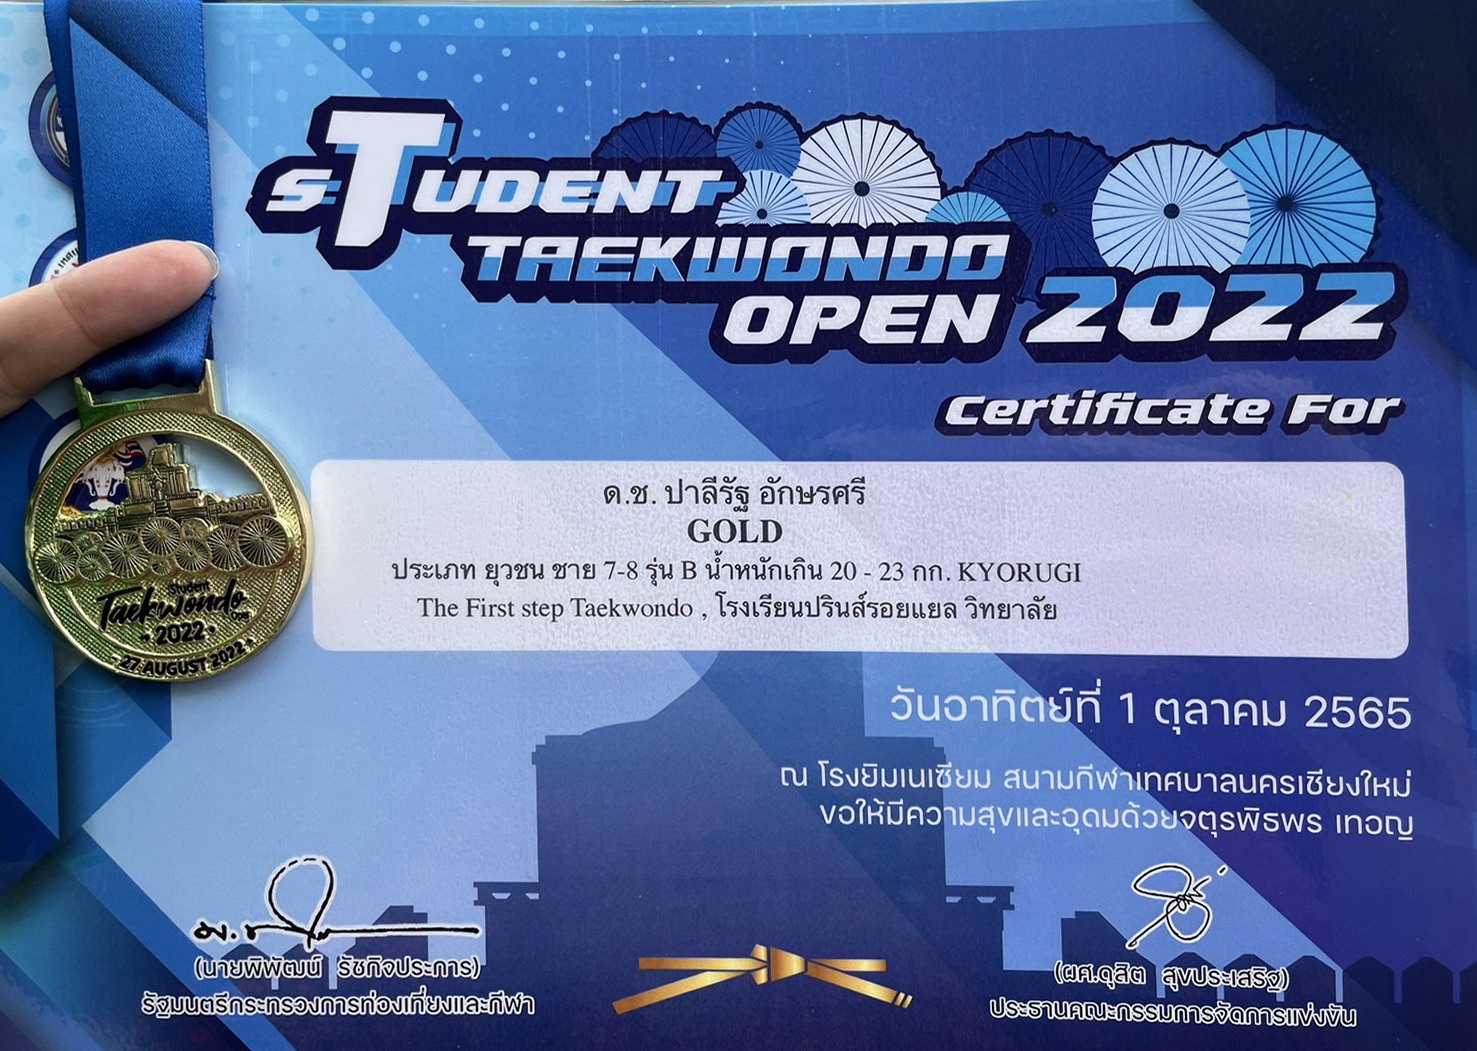 STUDENT
TAEKWONDO
OPEN 2022
Certificate For
ด.ช. ปาลีรัฐ อักษรศรี
GOLD
ประเภท ยุวชน ชาย 7-8 รุ่น B น้ำหนักเกิน 20 - 23 กก. KYORUGI
The First step Taekwondo , โรงเรียนปรินส์รอยแยล วิทยาลัย
Student
Taekwondo
Open
• 2022 •
• 27 AUGUST 2022 •
วันอาทิตย์ที่ 1 ตุลาคม 2565
ณ โรงยิมเนเซียม สนามกีฬาเทศบาลนครเชียงใหม่
ขอให้มีความสุขและอุดมด้วยจตุรพิธพร เทอญ
(นายพิพัฒน์ รัชกิจประการ)
รัฐมนตรีกระทรวงการท่องเที่ยงและกีฬา
(ผศ.ดุสิต สุขประเสริฐ)
ประธานคณะกรรมการจัดการแข่งขัน